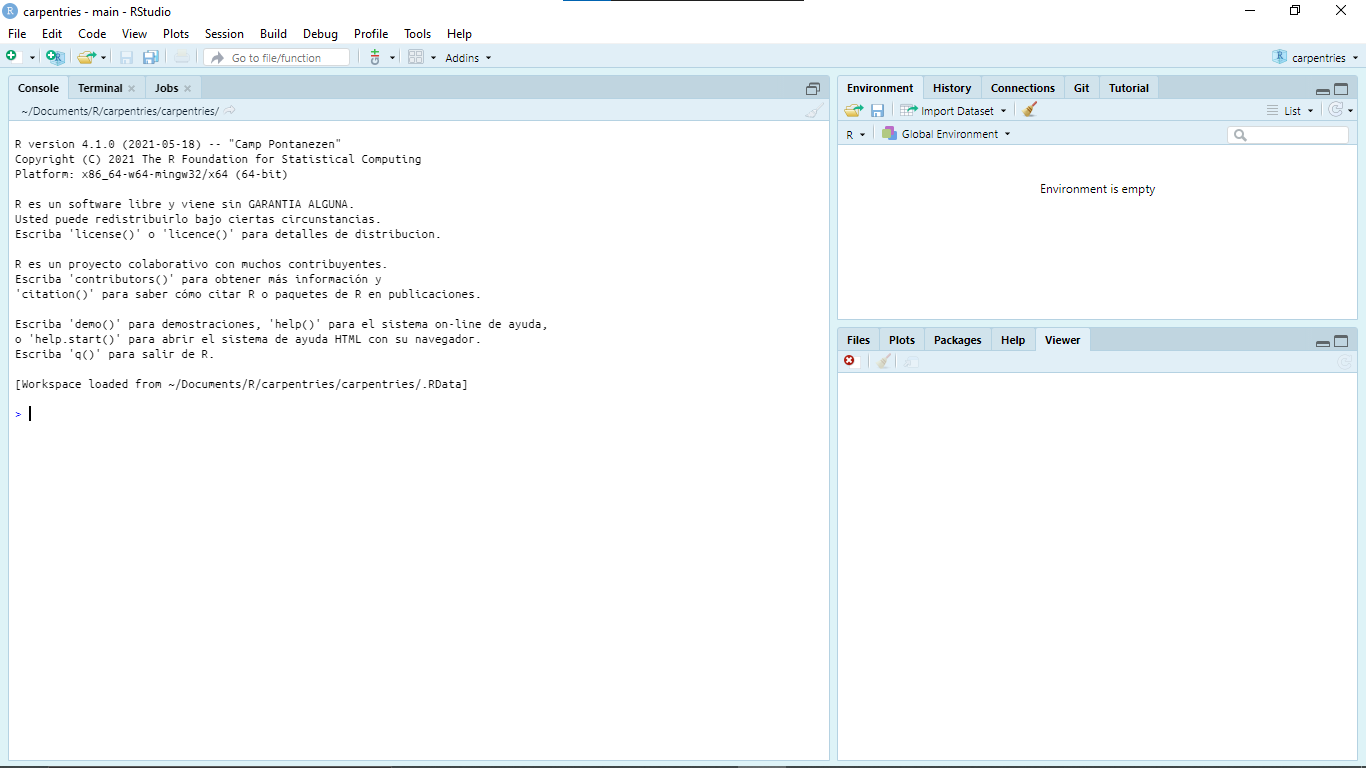 carpentries - main - RStudio
File Edit Code View Plots Session Build Debug Profile Tools Help
Go to file/function Addins carpentries
Console Terminal Jobs
~/Documents/R/carpentries/carpentries/
R version 4.1.0 (2021-05-18) -- "Camp Pontanezen"
Copyright (C) 2021 The R Foundation for Statistical Computing
Platform: x86_64-w64-mingw32/x64 (64-bit)
R es un software libre y viene sin GARANTIA ALGUNA.
Usted puede redistribuirlo bajo ciertas circunstancias.
Escriba 'license()' o 'licence()' para detalles de distribucion.
R es un proyecto colaborativo con muchos contribuyentes.
Escriba 'contributors()' para obtener más información y
'citation()' para saber cómo citar R o paquetes de R en publicaciones.
Escriba 'demo()' para demostraciones, 'help()' para el sistema on-line de ayuda,
o 'help.start()' para abrir el sistema de ayuda HTML con su navegador.
Escriba 'q()' para salir de R.
[Workspace loaded from ~/Documents/R/carpentries/carpentries/.RData]
>
Environment History Connections Git Tutorial
Import Dataset List
R Global Environment
Environment is empty
Files Plots Packages Help Viewer